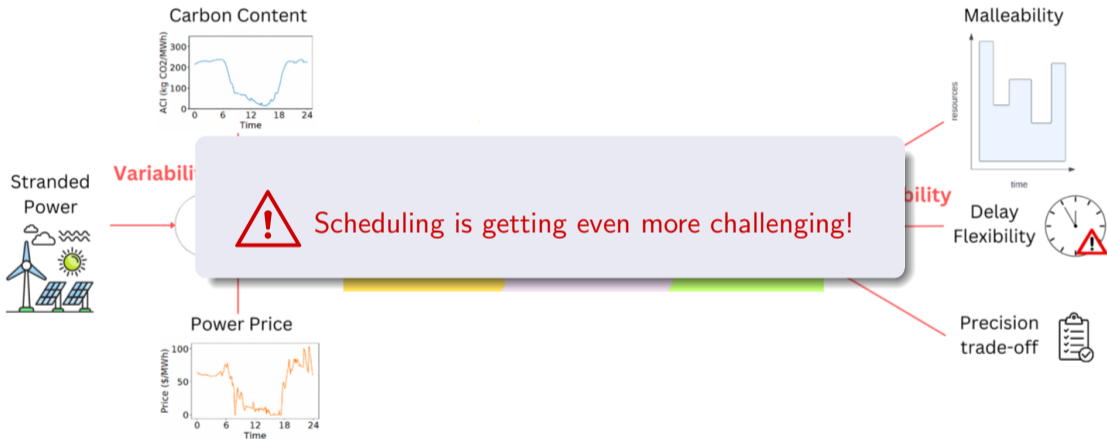 Carbon Content
ACI (kg CO2/MWh)
300
200
100
0
0 6 12 18 24
Time
Malleability
resources
time
Stranded
Power
Scheduling is getting even more challenging!
Delay
Flexibility
Power Price
Price ($/MWh)
100
50
0
0 6 12 18 24
Time
Precision
trade-off